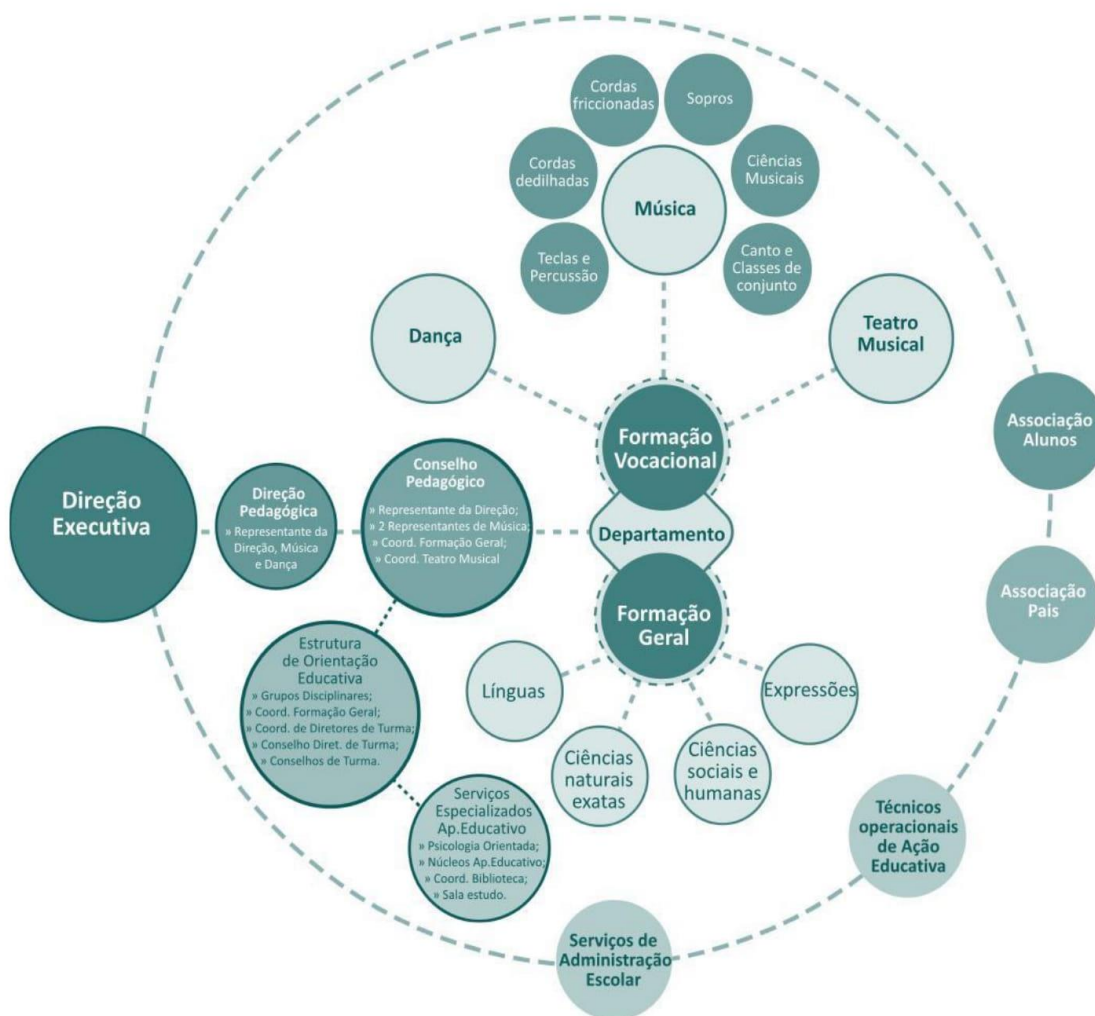 Cordas
friccionadas
Sopros
Cordas
dedilhadas
Ciências
Musicais
Música
Teclas e
Percussão
Canto e
Classes de
conjunto
Dança
Teatro
Musical
Associação
Alunos
Formação
Vocacional
Direção
Executiva
Direção
Pedagógica
» Representante da
Direção, Música
e Dança
Conselho
Pedagógico
» Representante da Direção;
» 2 Representantes de Música;
» Coord. Formação Geral;
» Coord. Teatro Musical
Departamento
Associação
Pais
Formação
Geral
Estrutura
de Orientação
Educativa
» Grupos Disciplinares;
» Coord. Formação Geral;
» Coord. de Diretores de Turma;
» Conselho Diret. de Turma;
» Conselhos de Turma.
Línguas
Expressões
Ciências
naturais
exatas
Ciências
sociais e
humanas
Serviços
Especializados
Ap.Educativo
» Psicologia Orientada;
» Núcleos Ap.Educativo;
» Coord. Biblioteca;
» Sala estudo.
Técnicos
operacionais
de Ação
Educativa
Serviços de
Administração
Escolar